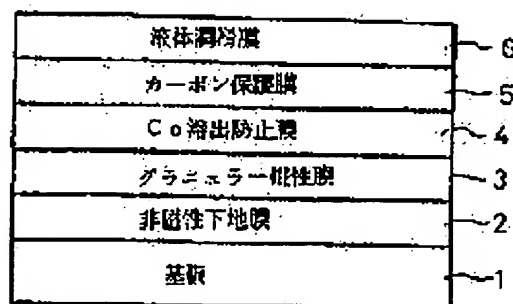 液体潤滑膜 6
カーボン保護膜 5
Co溶出防止膜 4
グラニュラー磁性膜 3
非磁性下地膜 2
基板 1